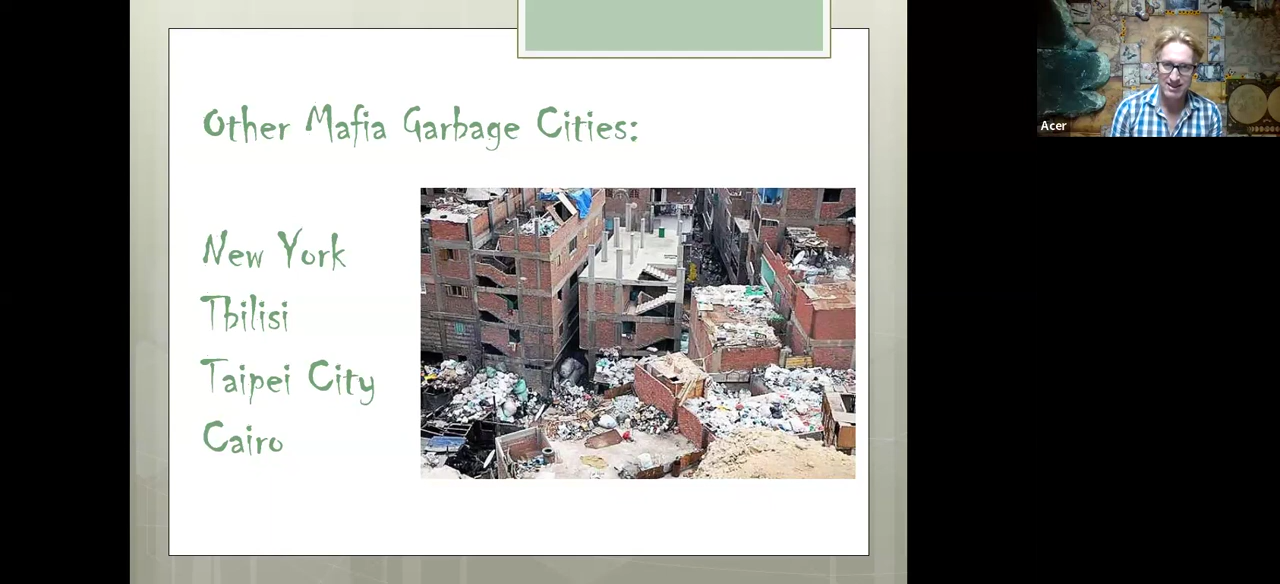 Other Mafia Garbage Cities:
New York
Tbilisi
Taipei City
Cairo
Acer